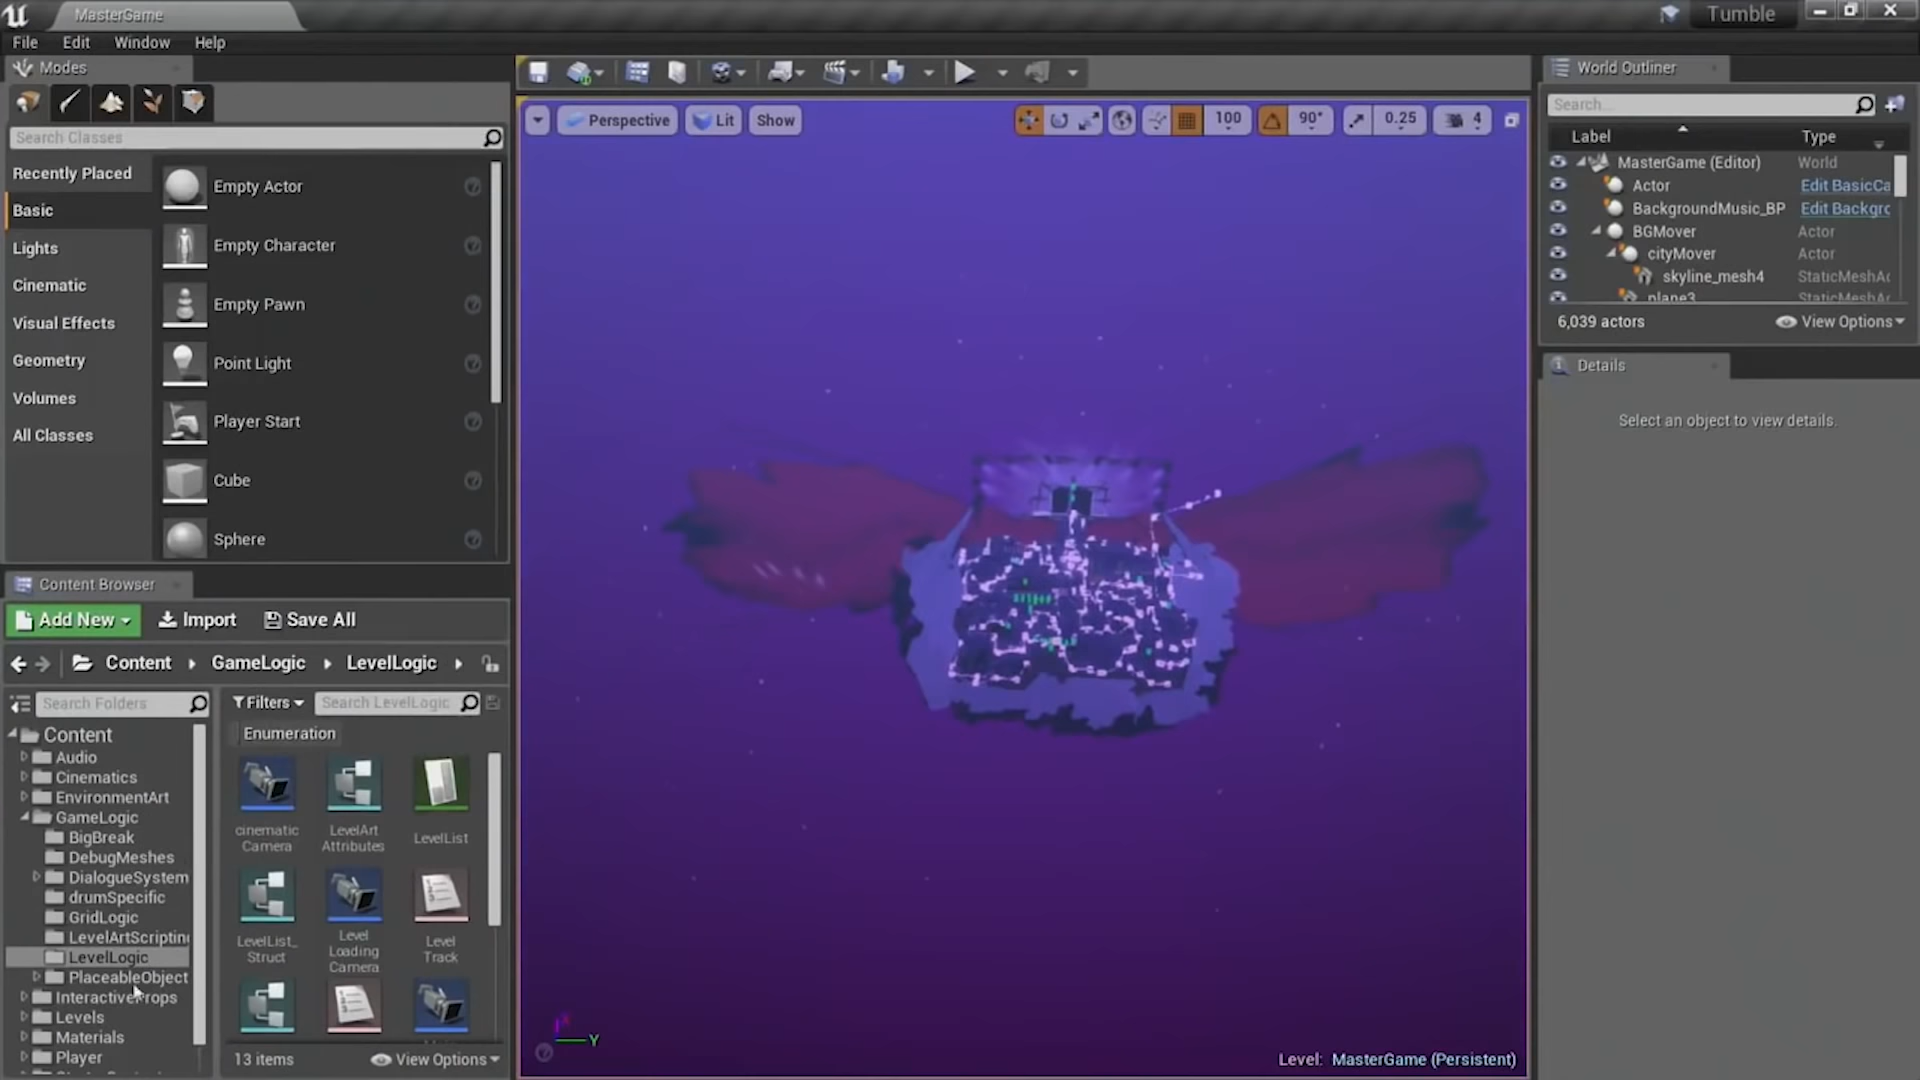 MasterGame
Tumble
File Edit Window Help
Modes
Search Classes
Recently Placed
Basic
Lights
Cinematic
Visual Effects
Geometry
Volumes
All Classes
Empty Actor
Empty Character
Empty Pawn
Point Light
Player Start
Cube
Sphere
Content Browser
Add New Import Save All
Content GameLogic LevelLogic
Search Folders
Content
Audio
Cinematics
EnvironmentArt
GameLogic
BigBreak
DebugMeshes
DialogueSystem
drumSpecific
GridLogic
LevelArtScripting
LevelLogic
PlaceableObject
InteractiveProps
Levels
Materials
Player
Filters Search LevelLogic
Enumeration
cinematic
Camera
LevelArt
Attributes
LevelList
LevelList_
Struct
Level
Loading
Camera
Level
Track
13 items View Options
Perspective Lit Show 100 90° 0.25 4
Y
Level: MasterGame (Persistent)
World Outliner
Search...
Label Type
MasterGame (Editor) World
Actor Edit BasicCa
BackgroundMusic_BP Edit Backgrc
BGMover Actor
cityMover Actor
skyline_mesh4 StaticMeshAc
plane3 StaticMeshAc
6,039 actors View Options
Details
Select an object to view details.